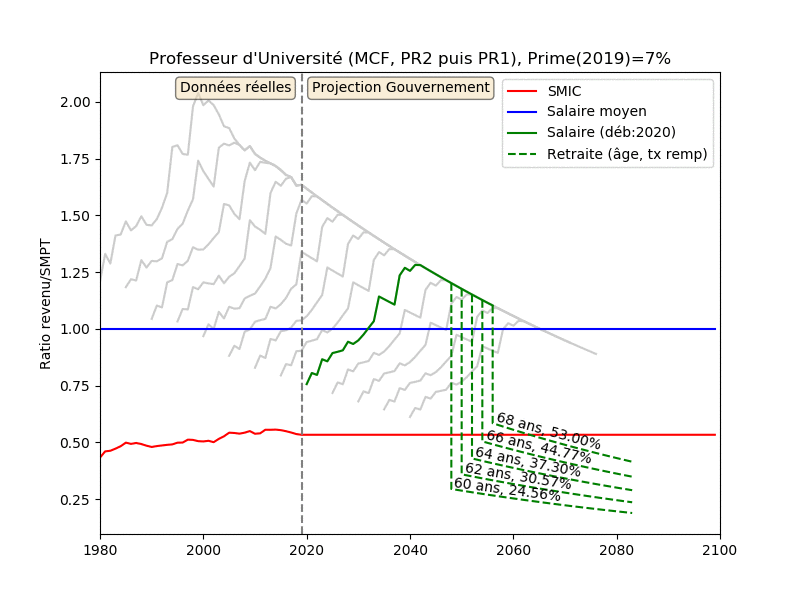 Professeur d'Université (MCF, PR2 puis PR1), Prime(2019)=7%
Données réelles
Projection Gouvernement
SMIC
Salaire moyen
Salaire (déb:2020)
Retraite (âge, tx remp)
Ratio revenu/SMPT
2.00
1.75
1.50
1.25
1.00
0.75
0.50
0.25
68 ans, 53.00%
66 ans, 44.77%
64 ans, 37.30%
62 ans, 30.57%
60 ans, 24.56%
1980
2000
2020
2040
2060
2080
2100